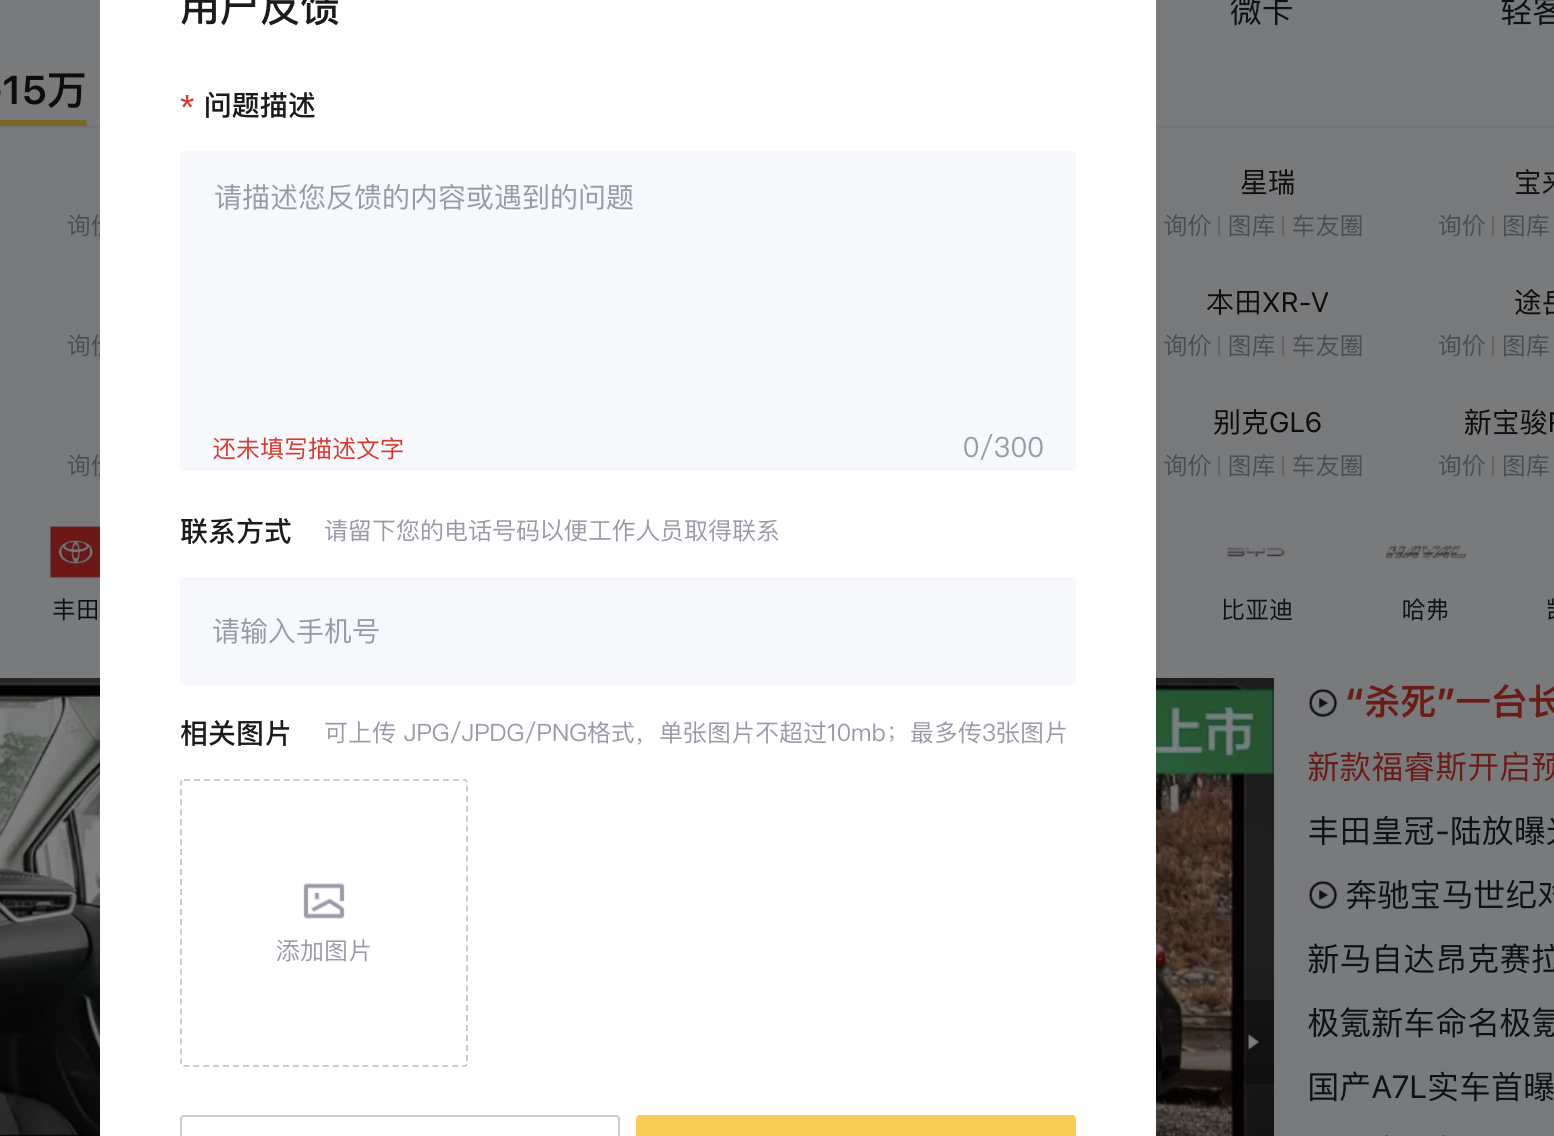 用户反馈
微卡
轻客
15万
* 问题描述
请描述您反馈的内容或遇到的问题
还未填写描述文字
0/300
联系方式 请留下您的电话号码以便工作人员取得联系
请输入手机号
相关图片 可上传 JPG/JPDG/PNG格式，单张图片不超过10mb；最多传3张图片
添加图片
询
询
询
丰田
星瑞
宝来
询价 | 图库 | 车友圈
询价 | 图库
本田XR-V
途岳
询价 | 图库 | 车友圈
询价 | 图库
别克GL6
新宝骏
询价 | 图库 | 车友圈
询价 | 图库
BYD
HAVAL
比亚迪
哈弗
上市
“杀死”一台长
新款福睿斯开启预
丰田皇冠-陆放曝光
奔驰宝马世纪对
新马自达昂克赛拉
极氪新车命名极氪
国产A7L实车首曝